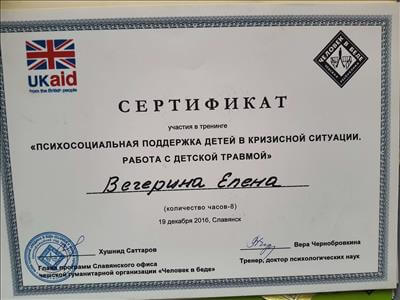 UKaid
from the British people
ЧЕЛОВЕК В БЕДЕ
СЕРТИФИКАТ
участия в тренинге
«ПСИХОСОЦИАЛЬНАЯ ПОДДЕРЖКА ДЕТЕЙ В КРИЗИСНОЙ СИТУАЦИИ.
РАБОТА С ДЕТСКОЙ ТРАВМОЙ»
Вегерина Елена
(количество часов-8)
19 декабря 2016, Славянск
Хушнид Саттаров
Глава программ Славянского офиса
чешской гуманитарной организации «Человек в беде»
Вера Чернобровкина
Тренер, доктор психологических наук